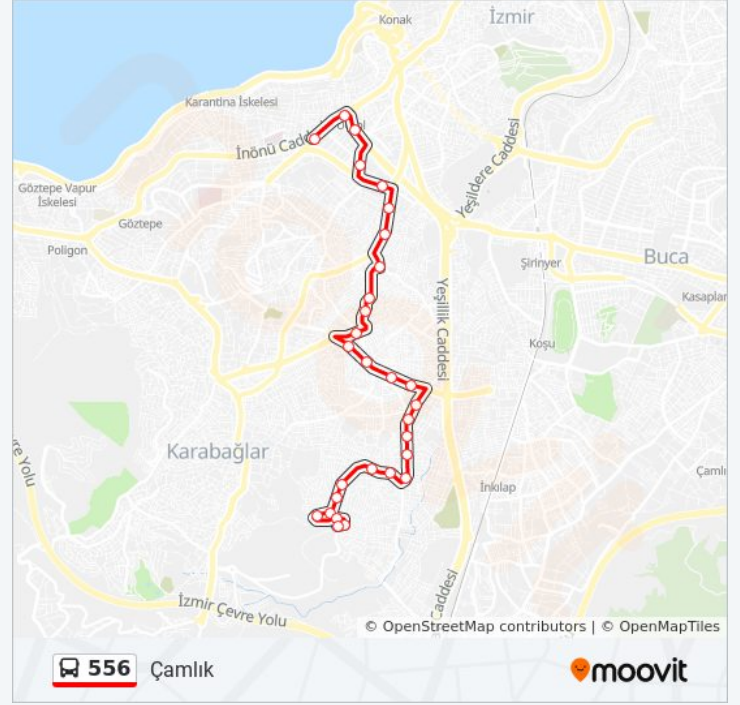 Konak
İzmir
Karantina İskelesi
İnönü Cadd
Yeşildere Caddesi
Göztepe Vapur
İskelesi
Göztepe
Poligon
Şirinyer
Buca
Yeşillik Caddesi
Kasaplar
Koşu
Karabağlar
re Yolu
Çamlı
İnkılap
İzmir Çevre Yolu
Caddesi
© OpenStreetMap contributors | © OpenMapTiles
556 Çamlık
moovit